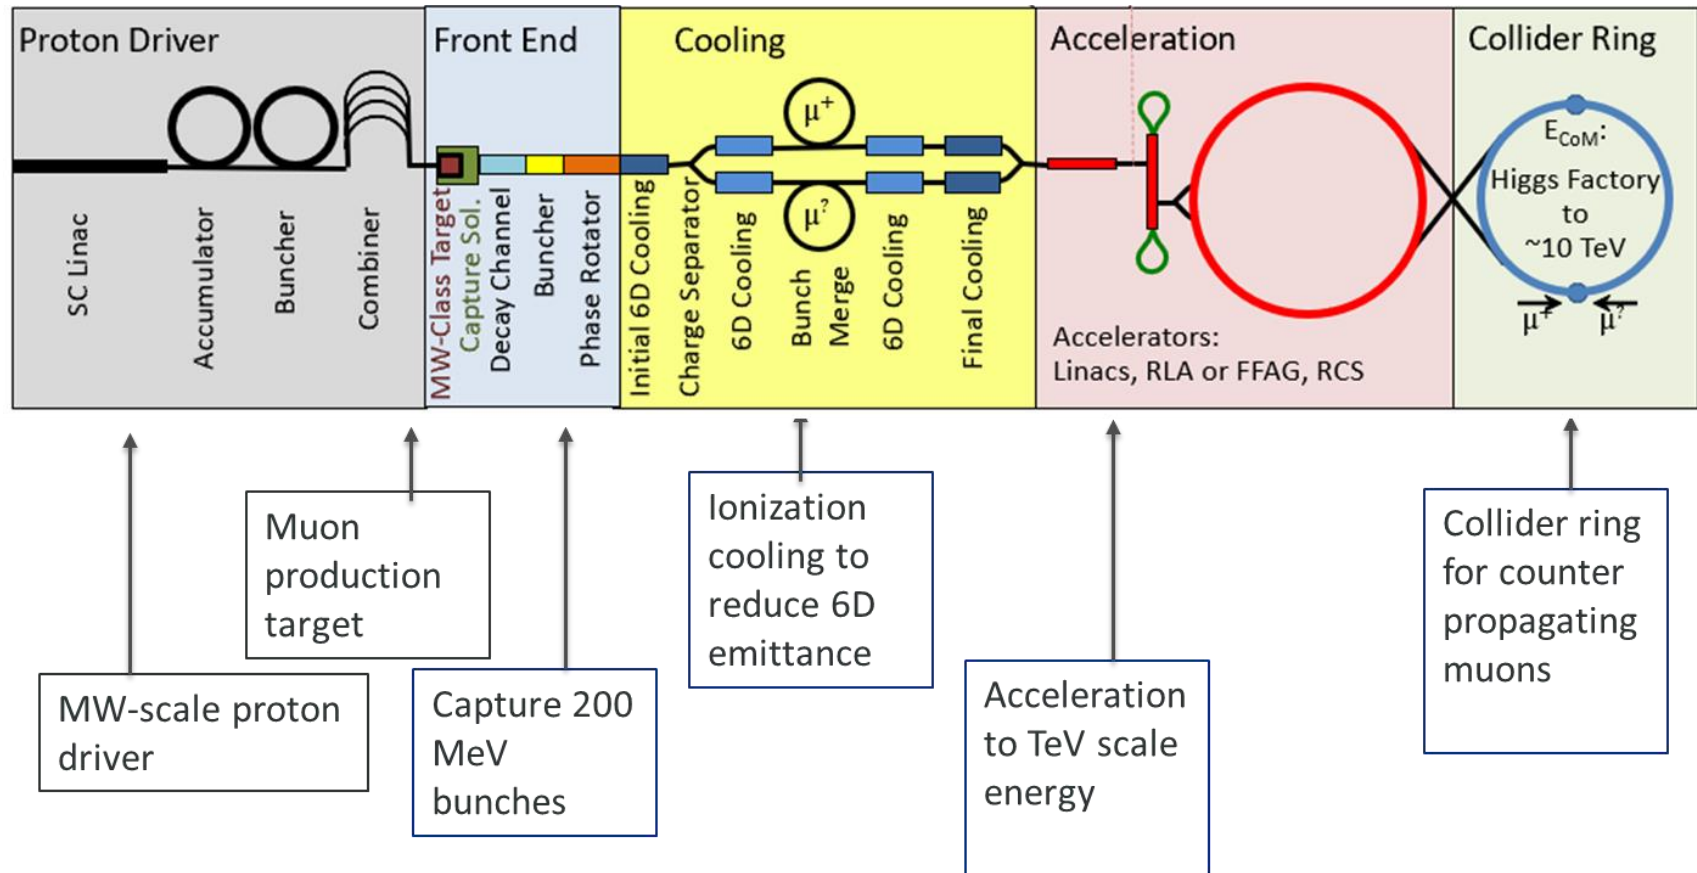 Proton Driver
Front End
Cooling
Acceleration
Collider Ring
SC Linac
Accumulator
Buncher
Combiner
MW-Class Target
Capture Sol.
Decay Channel
Buncher
Phase Rotator
Initial 6D Cooling
Charge Separator
6D Cooling
μ+
μ?
Bunch
Merge
6D Cooling
Final Cooling
Accelerators:
Linacs, RLA or FFAG, RCS
ECoM:
Higgs Factory
to
~10 TeV
μ+
μ?
MW-scale proton
driver
Muon
production
target
Capture 200
MeV
bunches
Ionization
cooling to
reduce 6D
emittance
Acceleration
to TeV scale
energy
Collider ring
for counter
propagating
muons